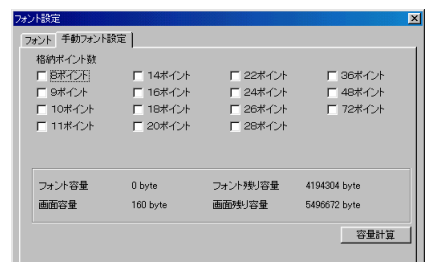 フォント設定
フォント 手動フォント設定
格納ポイント数
8ポイント 14ポイント 22ポイント 36ポイント
9ポイント 16ポイント 24ポイント 48ポイント
10ポイント 18ポイント 26ポイント 72ポイント
11ポイント 20ポイント 28ポイント
フォント容量 0 byte フォント残り容量 4194304 byte
画面容量 160 byte 画面残り容量 5496672 byte
容量計算